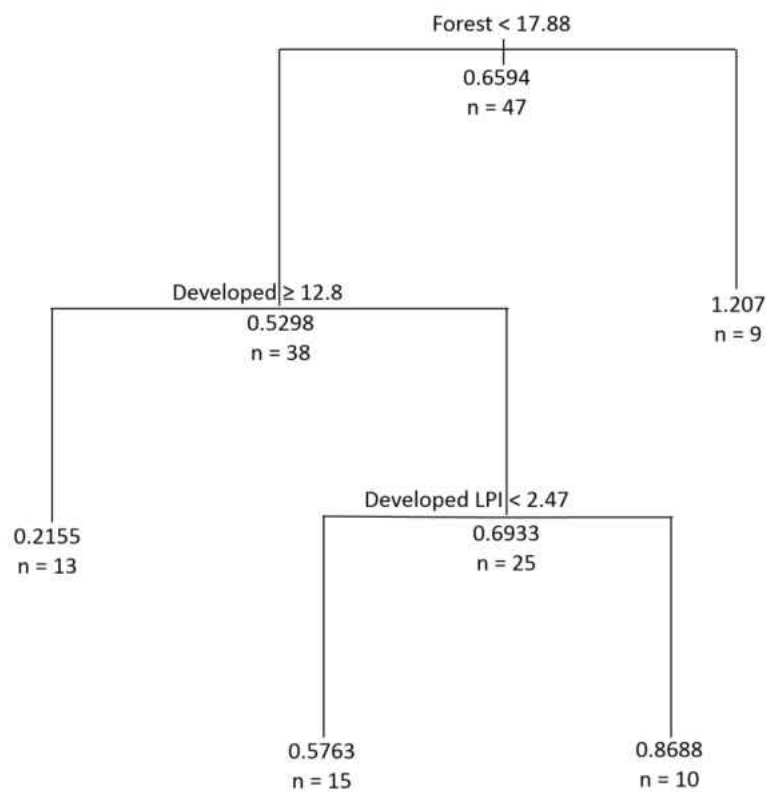 Forest < 17.88
0.6594
n = 47
Developed ≥ 12.8
0.5298
n = 38
1.207
n = 9
Developed LPI < 2.47
0.6933
n = 25
0.2155
n = 13
0.5763
n = 15
0.8688
n = 10